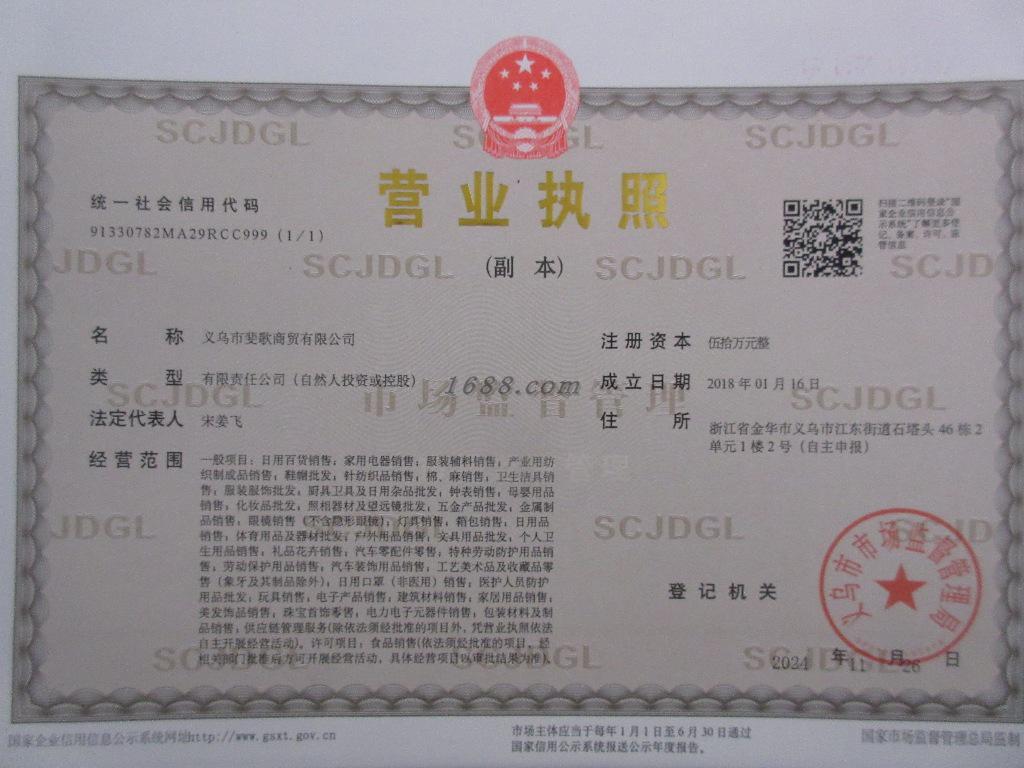 SCJDGL SCJDGL SCJDGL
营业执照
(副 本)
统一社会信用代码
91330782MA29RCC999 (1/1)
扫描二维码登录“国
家企业信用信息公
示系统”了解更多登
记、备案、许可、监
管信息
JDGL SCJDGL SCJDGL SCJD
名 称 义乌市斐歌商贸有限公司
类 型 有限责任公司（自然人投资或控股）
法定代表人 宋姜飞
经营范围 一般项目：日用百货销售；家用电器销售；服装辅料销售；产业用纺
织制成品销售；鞋帽批发；针纺织品销售；棉、麻销售；卫生洁具销
售；服装服饰批发；厨具卫具及日用杂品批发；钟表销售；母婴用品
销售；化妆品批发；照相器材及望远镜批发；五金产品批发；金属制
品销售；眼镜销售（不含隐形眼镜）；灯具销售；箱包销售；日用品
销售；体育用品及器材批发；户外用品销售；文具用品批发；个人卫
生用品销售；礼品花卉销售；汽车零配件零售；特种劳动防护用品销
售；劳动保护用品销售；汽车装饰用品销售；工艺美术品及收藏品零
售（象牙及其制品除外）；日用口罩（非医用）销售；医护人员防护
用品批发；玩具销售；电子产品销售；建筑材料销售；家居用品销售；
美发饰品销售；珠宝首饰零售；电力电子元器件销售；包装材料及制
品销售；供应链管理服务(除依法须经批准的项目外，凭营业执照依法
自主开展经营活动)。许可项目：食品销售(依法须经批准的项目，经
相关部门批准后方可开展经营活动，具体经营项目以审批结果为准)。
注册资本 伍拾万元整
成立日期 2018年01月16日
住 所 浙江省金华市义乌市江东街道石塔头46栋2
单元1楼2号（自主申报）
1688.com
市场监督管理
SCJDGL SCJDGL
管理
JDGL SCJDGL SCJD
登记机关
义乌市市场监督管理局
2024 年 11 月 26 日
SCJDGL SCJDGL SCJDGL
国家企业信用信息公示系统网址http://www.gsxt.gov.cn
市场主体应当于每年1月1日至6月30日通过
国家信用公示系统报送公示年度报告。
国家市场监督管理总局监制